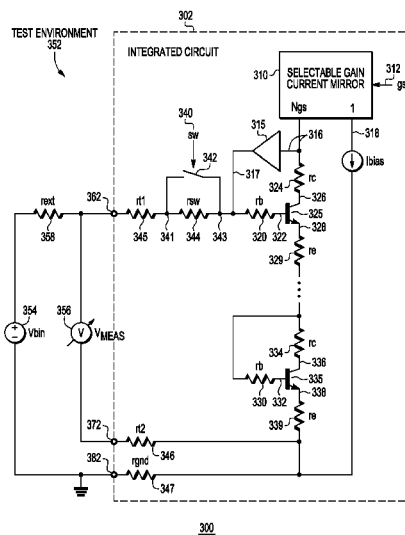 TEST ENVIRONMENT
352
302
INTEGRATED CIRCUIT
310
SELECTABLE GAIN
CURRENT MIRROR
Ngs 1
312
gs
340
sw
342
315
316
317
318
Ibias
324
rc
326
325
328
362
rext
358
rt1
345
341
rsw
344
343
rb
320
322
329
re
354
Vbin
356
V
VMEAS
334
rc
336
335
338
rb
330
332
339
re
372
rt2
346
382
rgnd
347
300